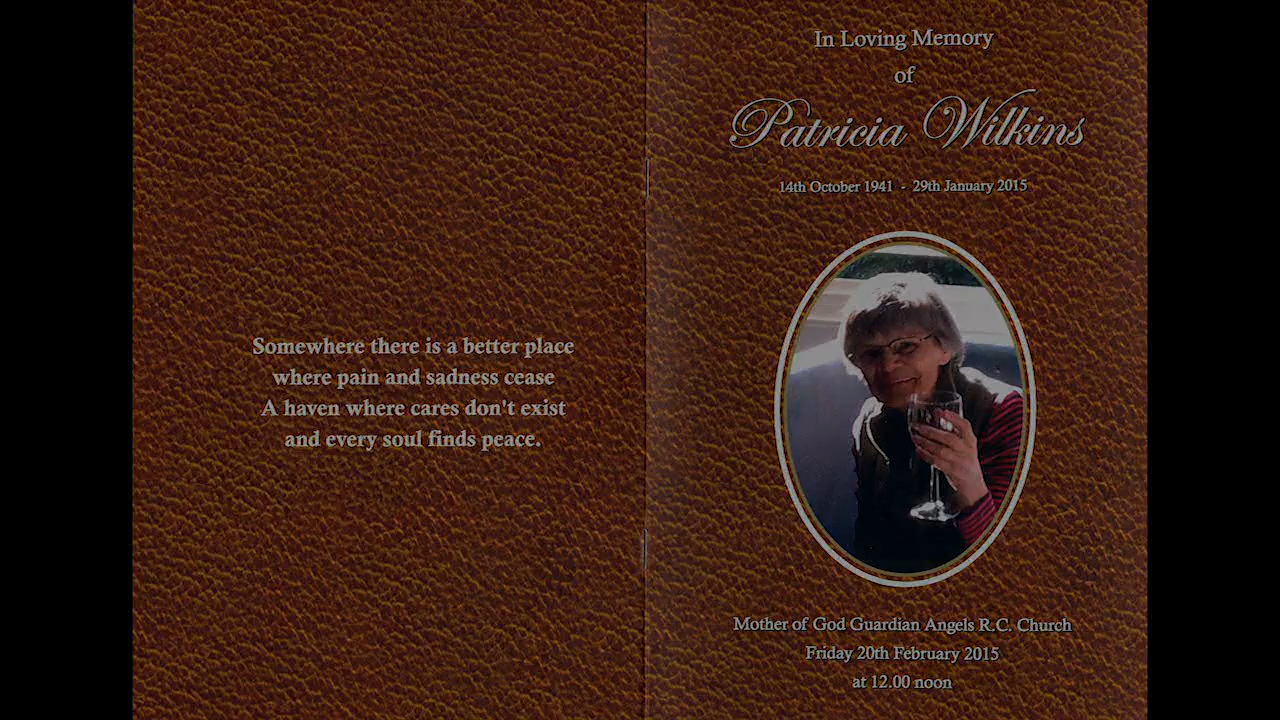 Somewhere there is a better place
where pain and sadness cease
A haven where cares don't exist
and every soul finds peace.
In Loving Memory
of
Patricia Wilkins
14th October 1941 - 29th January 2015
Mother of God Guardian Angels R.C. Church
Friday 20th February 2015
at 12.00 noon